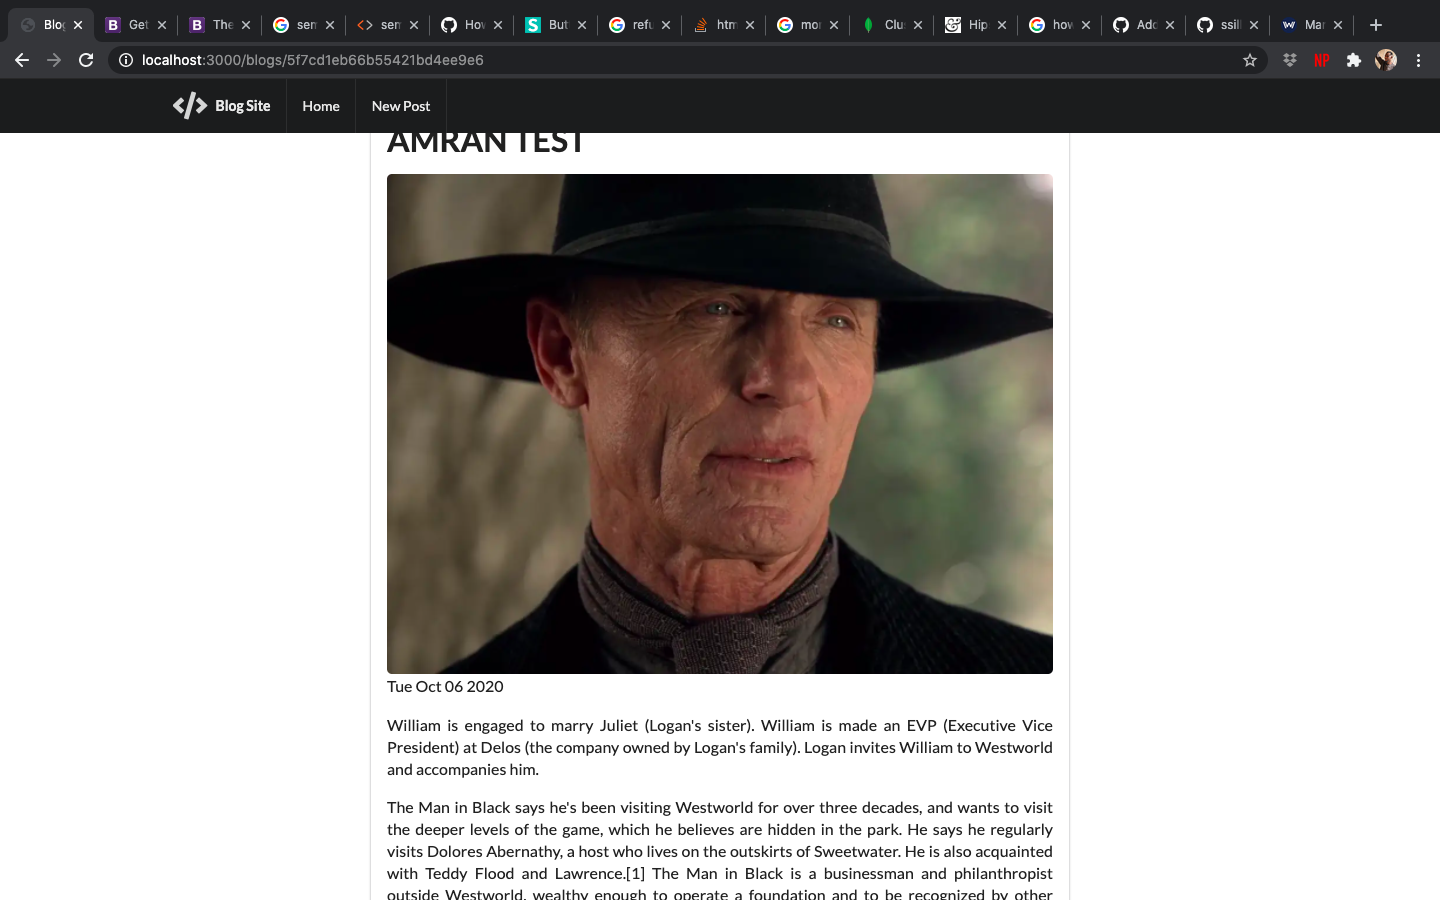 Blog
Get
The
sem
sem
How
But
refu
htm
mor
Clu
Hip
how
Add
ssill
Mar
localhost:3000/blogs/5f7cd1eb66b55421bd4ee9e6
NP
Blog Site
Home
New Post
AMRAN TEST
Tue Oct 06 2020
William is engaged to marry Juliet (Logan's sister). William is made an EVP (Executive Vice
President) at Delos (the company owned by Logan's family). Logan invites William to Westworld
and accompanies him.
The Man in Black says he's been visiting Westworld for over three decades, and wants to visit
the deeper levels of the game, which he believes are hidden in the park. He says he regularly
visits Dolores Abernathy, a host who lives on the outskirts of Sweetwater. He is also acquainted
with Teddy Flood and Lawrence.[1] The Man in Black is a businessman and philanthropist
outside Westworld, wealthy enough to operate a foundation and to be recognized by other